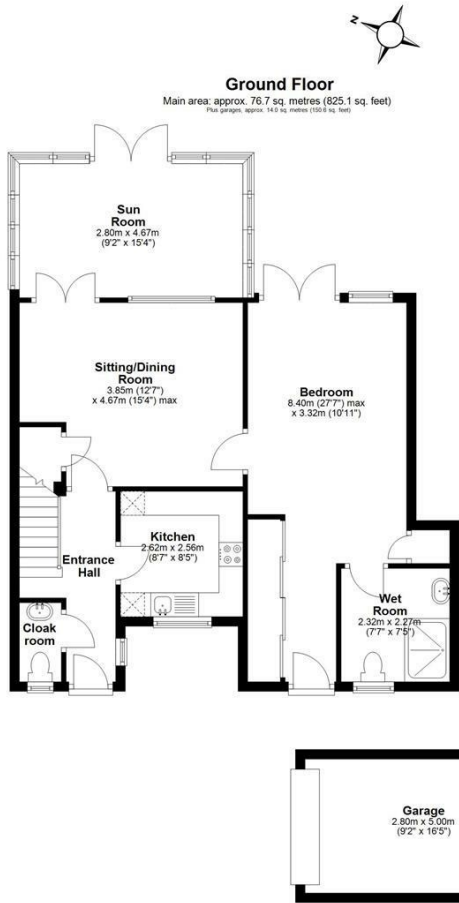 Z
Ground Floor
Main area: approx. 76.7 sq. metres (825.1 sq. feet)
Plus garages, approx. 14.0 sq. metres (150.6 sq. feet)
Sun
Room
2.80m x 4.67m
(9'2" x 15'4")
Sitting/Dining
Room
3.85m (12'7")
x 4.67m (15'4") max
Bedroom
8.40m (27'7") max
x 3.32m (10'11")
Kitchen
2.62m x 2.56m
(8'7" x 8'5")
Entrance
Hall
Cloak
room
Wet
Room
2.32m x 2.27m
(7'7" x 7'5")
Garage
2.80m x 5.00m
(9'2" x 16'5")